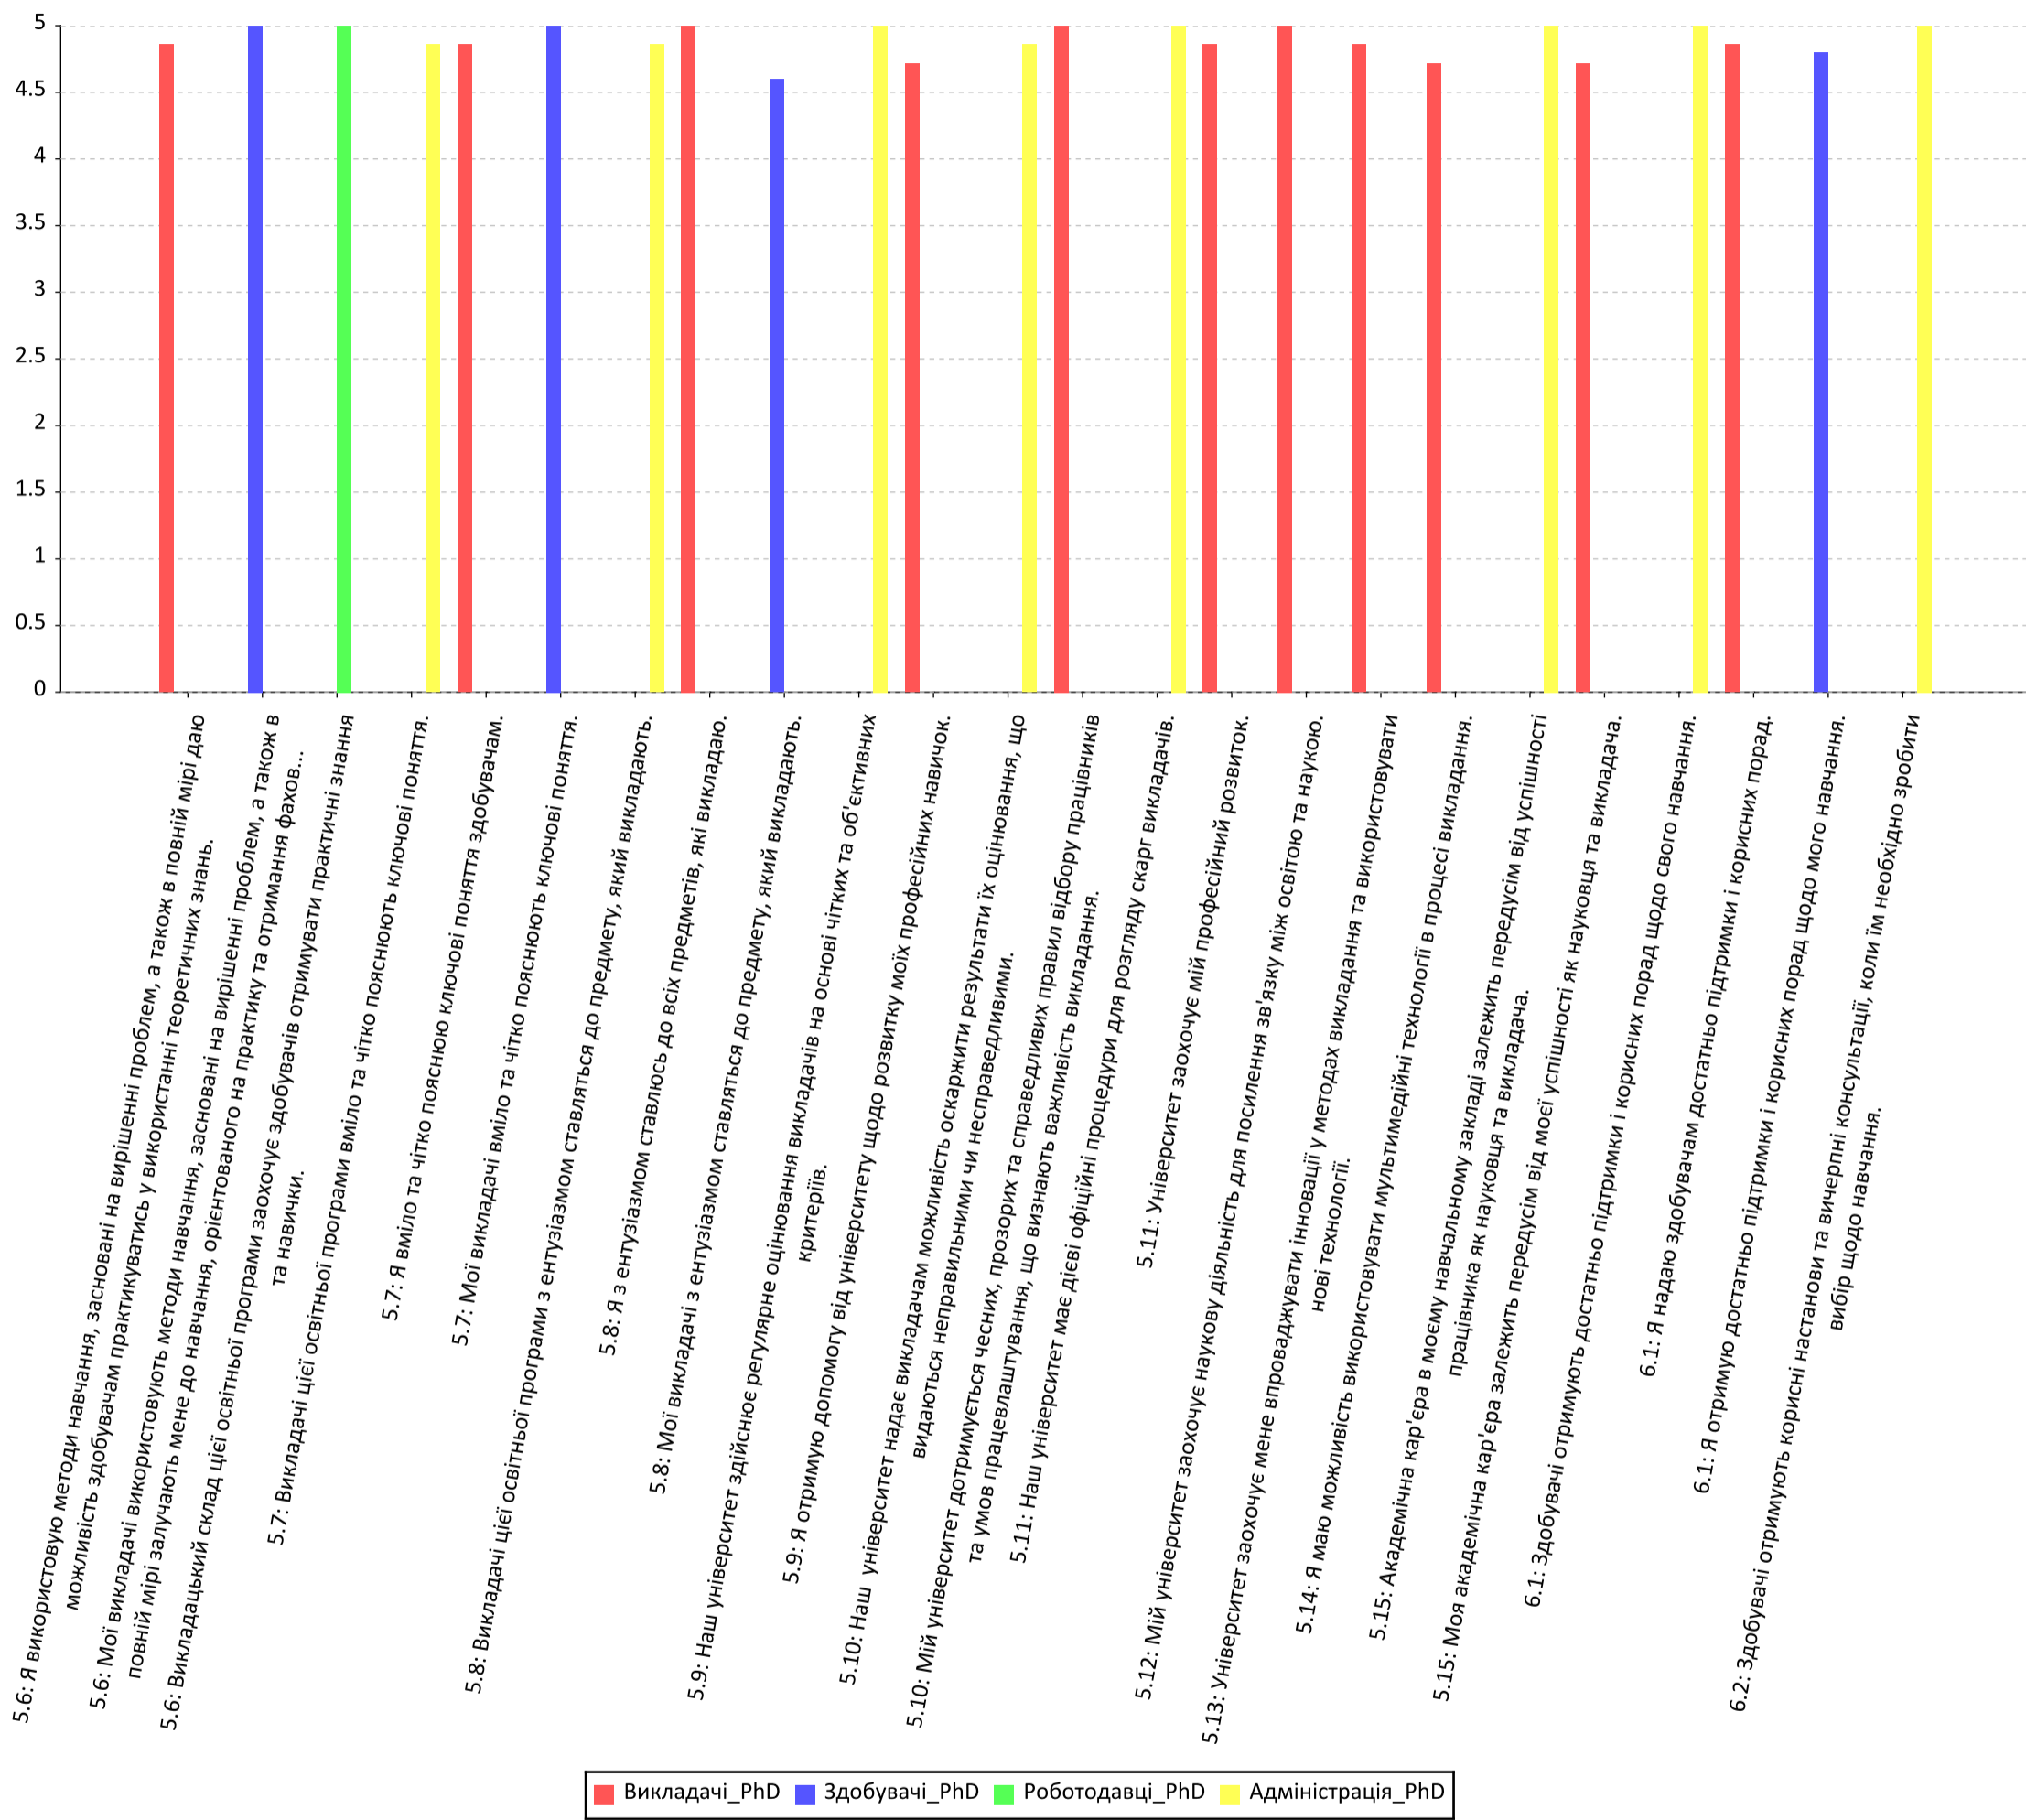 5
4.5
4
3.5
3
2.5
2
1.5
1
0.5
0
5.6: Я використовую методи навчання, засновані на вирішенні проблем, а також в повній мірі даю
можливість здобувачам практикуватись у використанні теоретичних знань.
5.6: Мої викладачі використовують методи навчання, засновані на вирішенні проблем, а також в
повній мірі залучають мене до навчання, орієнтованого на практику та отримання фахов...
5.6: Викладацький склад цієї освітньої програми заохочує здобувачів отримувати практичні знання
та навички.
5.7: Викладачі цієї освітньої програми вміло та чітко пояснюють ключові поняття.
5.7: Я вміло та чітко пояснюю ключові поняття здобувачам.
5.7: Мої викладачі вміло та чітко пояснюють ключові поняття.
5.8: Викладачі цієї освітньої програми з ентузіазмом ставляться до предмету, який викладають.
5.8: Я з ентузіазмом ставлюсь до всіх предметів, які викладаю.
5.8: Мої викладачі з ентузіазмом ставляться до предмету, який викладають.
5.9: Наш університет здійснює регулярне оцінювання викладачів на основі чітких та об'єктивних
критеріїв.
5.9: Я отримую допомогу від університету щодо розвитку моїх професійних навичок.
5.10: Наш  університет надає викладачам можливість оскаржити результати їх оцінювання, що
видаються неправильними чи несправедливими.
5.10: Мій університет дотримується чесних, прозорих та справедливих правил відбору працівників
та умов працевлаштування, що визнають важливість викладання.
5.11: Наш університет має дієві офіційні процедури для розгляду скарг викладачів.
5.11: Університет заохочує мій професійний розвиток.
5.12: Мій університет заохочує наукову діяльність для посилення зв'язку між освітою та наукою.
5.13: Університет заохочує мене впроваджувати інновації у методах викладання та використовувати
нові технології.
5.14: Я маю можливість використовувати мультимедійні технології в процесі викладання.
5.15: Академічна кар'єра в моєму навчальному закладі залежить передусім від успішності
працівника як науковця та викладача.
5.15: Моя академічна кар'єра залежить передусім від моєї успішності як науковця та викладача.
6.1: Здобувачі отримують достатньо підтримки і корисних порад щодо свого навчання.
6.1: Я надаю здобувачам достатньо підтримки і корисних порад.
6.1: Я отримую достатньо підтримки і корисних порад щодо мого навчання.
6.2: Здобувачі отримують корисні настанови та вичерпні консультації, коли їм необхідно зробити
вибір щодо навчання.
Викладачі_PhD
Здобувачі_PhD
Роботодавці_PhD
Адміністрація_PhD